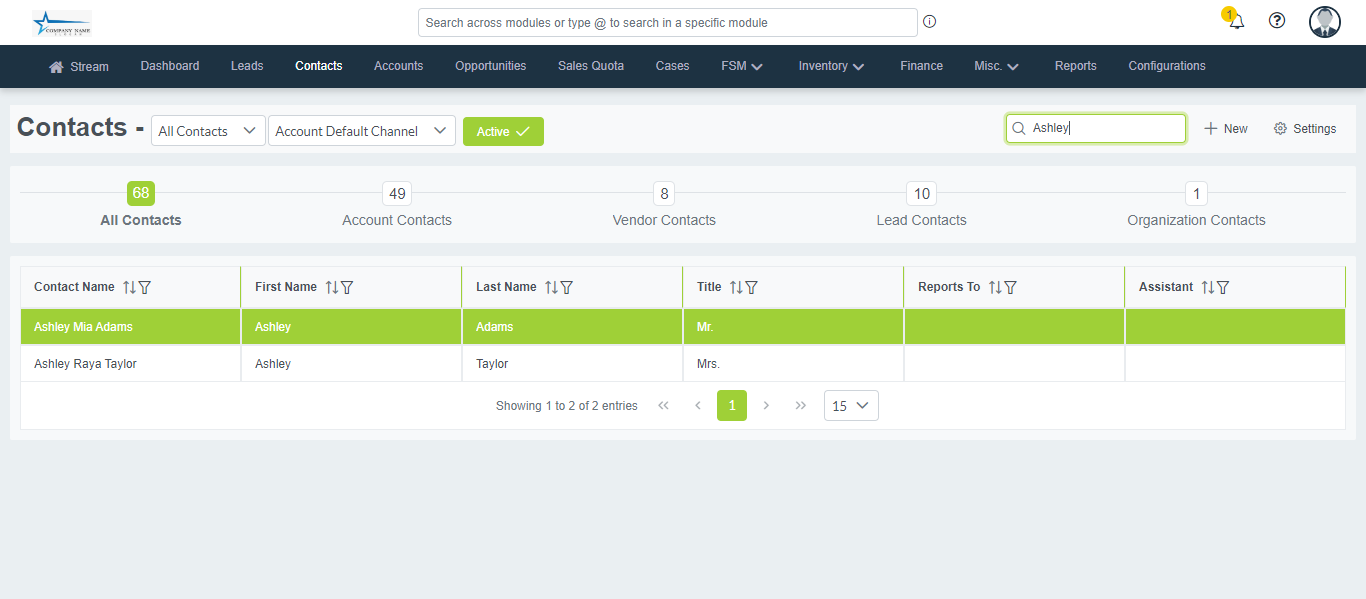 COMPANY NAME
Search across modules or type @ to search in a specific module
1
Stream Dashboard Leads Contacts Accounts Opportunities Sales Quota Cases FSM Inventory Finance Misc. Reports Configurations
Contacts - All Contacts Account Default Channel Active Ashley New Settings
68 49 8 10 1
All Contacts Account Contacts Vendor Contacts Lead Contacts Organization Contacts
Contact Name First Name Last Name Title Reports To Assistant
Ashley Mia Adams Ashley Adams Mr.
Ashley Raya Taylor Ashley Taylor Mrs.
Showing 1 to 2 of 2 entries 1 15